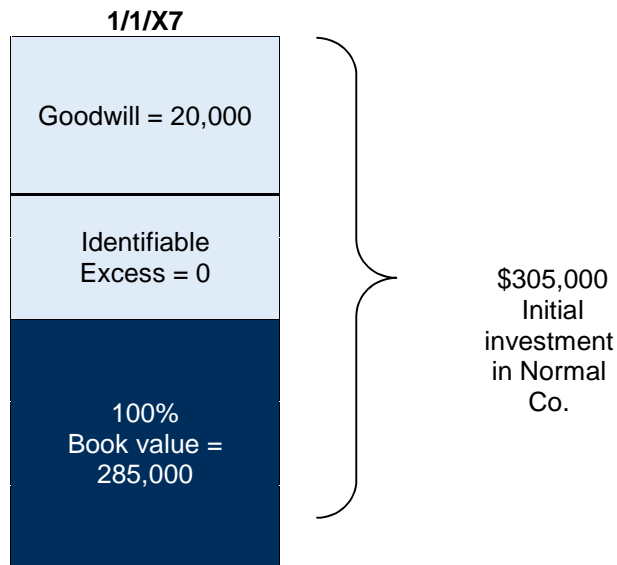 1/1/X7
Goodwill = 20,000
Identifiable
Excess = 0
100%
Book value =
285,000
$305,000
Initial
investment
in Normal
Co.